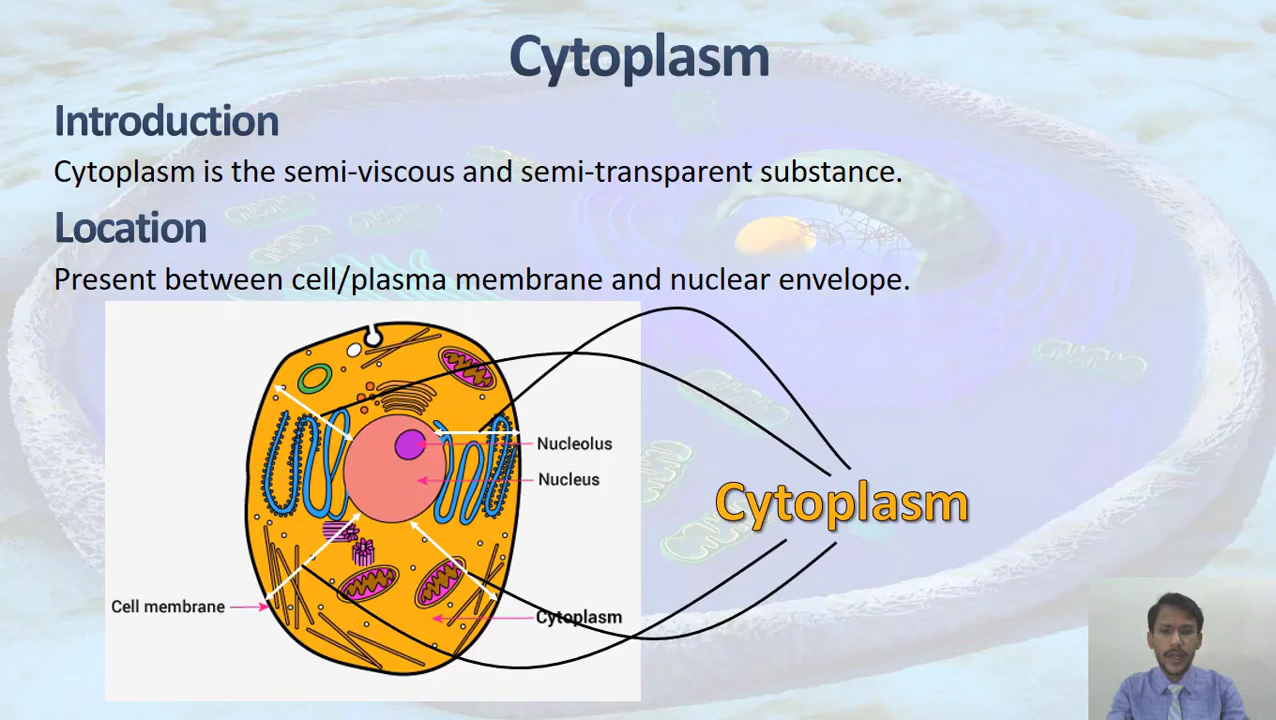 Cytoplasm
Introduction
Cytoplasm is the semi-viscous and semi-transparent substance.
Location
Present between cell/plasma membrane and nuclear envelope.
Nucleolus
Nucleus
Cytoplasm
Cell membrane
Cytoplasm